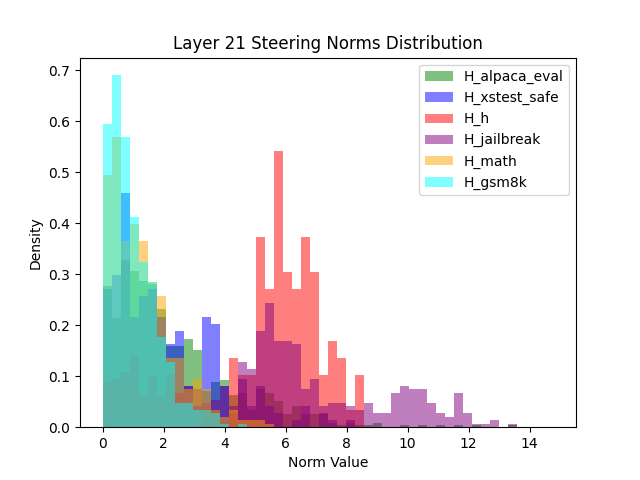 Layer 21 Steering Norms Distribution
Density
0.7
0.6
0.5
0.4
0.3
0.2
0.1
0.0
H_alpaca_eval
H_xstest_safe
H_h
H_jailbreak
H_math
H_gsm8k
0 2 4 6 8 10 12 14
Norm Value